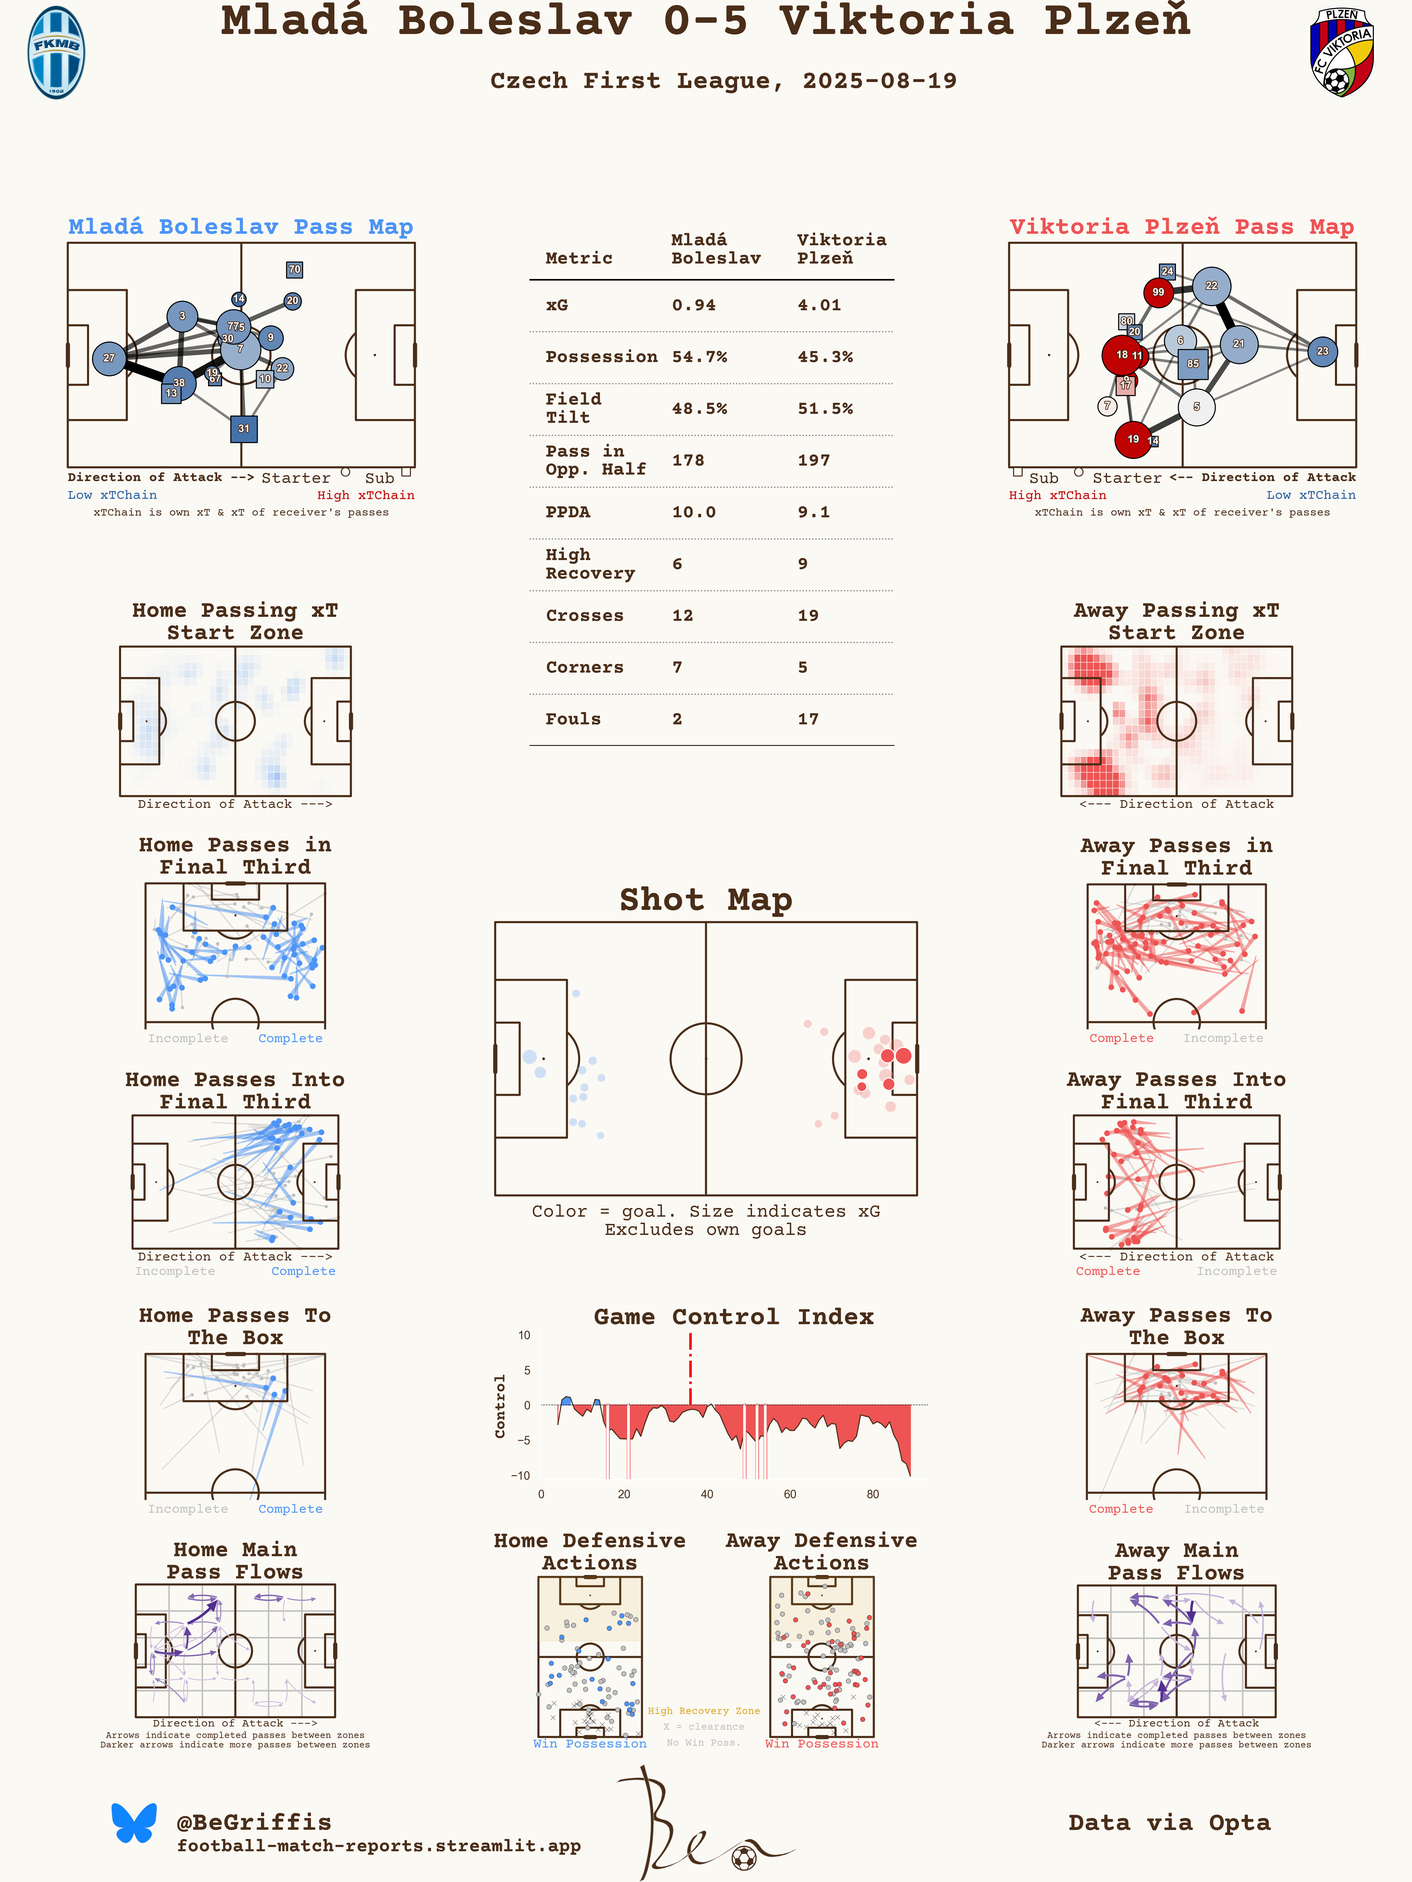 Mladá Boleslav 0-5 Viktoria Plzeň
Czech First League, 2025-08-19
FKMB
1902
PLZEŇ
FC VIKTORIA
Mladá Boleslav Pass Map
70
14
20
3
775
30
9
27
7
22
38
19
67
10
13
31
Direction of Attack --> Starter Sub
Low xTChain High xTChain
xTChain is own xT & xT of receiver's passes
Metric Mladá Boleslav Viktoria Plzeň
xG 0.94 4.01
Possession 54.7% 45.3%
Field Tilt 48.5% 51.5%
Pass in Opp. Half 178 197
PPDA 10.0 9.1
High Recovery 6 9
Crosses 12 19
Corners 7 5
Fouls 2 17
Viktoria Plzeň Pass Map
24
99
22
80
20
6
21
18
11
85
23
17
7
5
19
14
Sub Starter <-- Direction of Attack
High xTChain Low xTChain
xTChain is own xT & xT of receiver's passes
Home Passing xT
Start Zone
Direction of Attack --->
Away Passing xT
Start Zone
<--- Direction of Attack
Home Passes in
Final Third
Incomplete Complete
Away Passes in
Final Third
Complete Incomplete
Shot Map
Color = goal. Size indicates xG
Excludes own goals
Home Passes Into
Final Third
Direction of Attack --->
Incomplete Complete
Away Passes Into
Final Third
<--- Direction of Attack
Complete Incomplete
Home Passes To
The Box
Incomplete Complete
Game Control Index
Control
10
5
0
−5
−10
0 20 40 60 80
Away Passes To
The Box
Complete Incomplete
Home Main
Pass Flows
Direction of Attack --->
Arrows indicate completed passes between zones
Darker arrows indicate more passes between zones
Home Defensive
Actions
Win Possession
Away Defensive
Actions
Win Possession
High Recovery Zone
X = clearance
No Win Poss.
Away Main
Pass Flows
<--- Direction of Attack
Arrows indicate completed passes between zones
Darker arrows indicate more passes between zones
@BeGriffis
football-match-reports.streamlit.app
Ben
Data via Opta